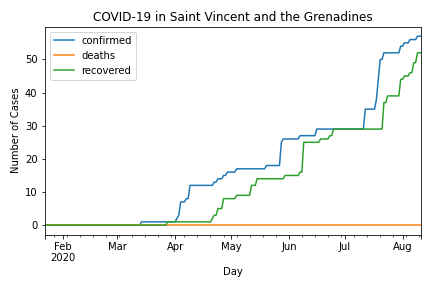 COVID-19 in Saint Vincent and the Grenadines
confirmed
deaths
recovered
Number of Cases
50
40
30
20
10
0
Feb
2020
Mar
Apr
May
Jun
Jul
Aug
Day